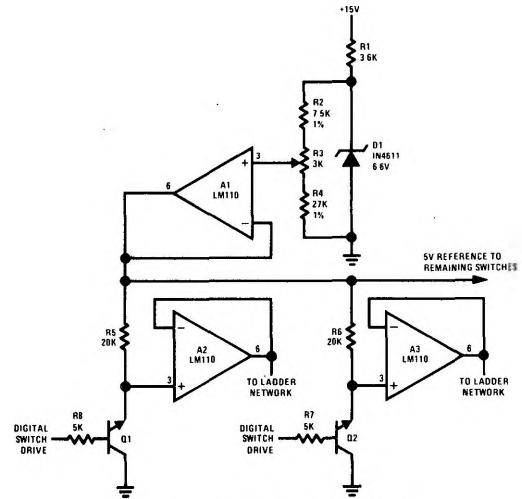 +15V
R1
3 6K
R2
7 5K
1%
R3
3K
R4
27K
1%
D1
IN4611
6 6V
3
+
−
A1
LM110
6
5V REFERENCE TO
REMAINING SWITCHES
R5
20K
−
A2
LM110
6
3
+
TO LADDER
NETWORK
R6
20K
−
A3
LM110
6
3
+
TO LADDER
NETWORK
R8
5K
DIGITAL
SWITCH
DRIVE
Q1
R7
5K
DIGITAL
SWITCH
DRIVE
Q2